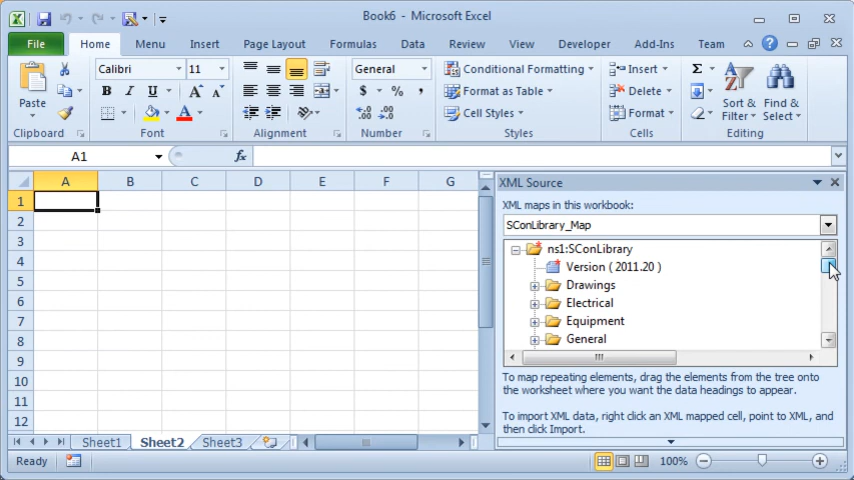 Book6 - Microsoft Excel
File Home Menu Insert Page Layout Formulas Data Review View Developer Add-Ins Team
Calibri 11 General Conditional Formatting Insert Σ
Paste B I U A A $ % , Format as Table Delete Sort & Find &
A Cell Styles Format Filter Select
Clipboard Font Alignment Number Styles Cells Editing
A1 fx
A B C D E F G
1
2
3
4
5
6
7
8
9
10
11
12
XML Source
XML maps in this workbook:
SConLibrary_Map
ns1:SConLibrary
Version ( 2011.20 )
Drawings
Electrical
Equipment
General
To map repeating elements, drag the elements from the tree onto
the worksheet where you want the data headings to appear.
To import XML data, right click an XML mapped cell, point to XML, and
then click Import.
Sheet1 Sheet2 Sheet3
Ready 100%